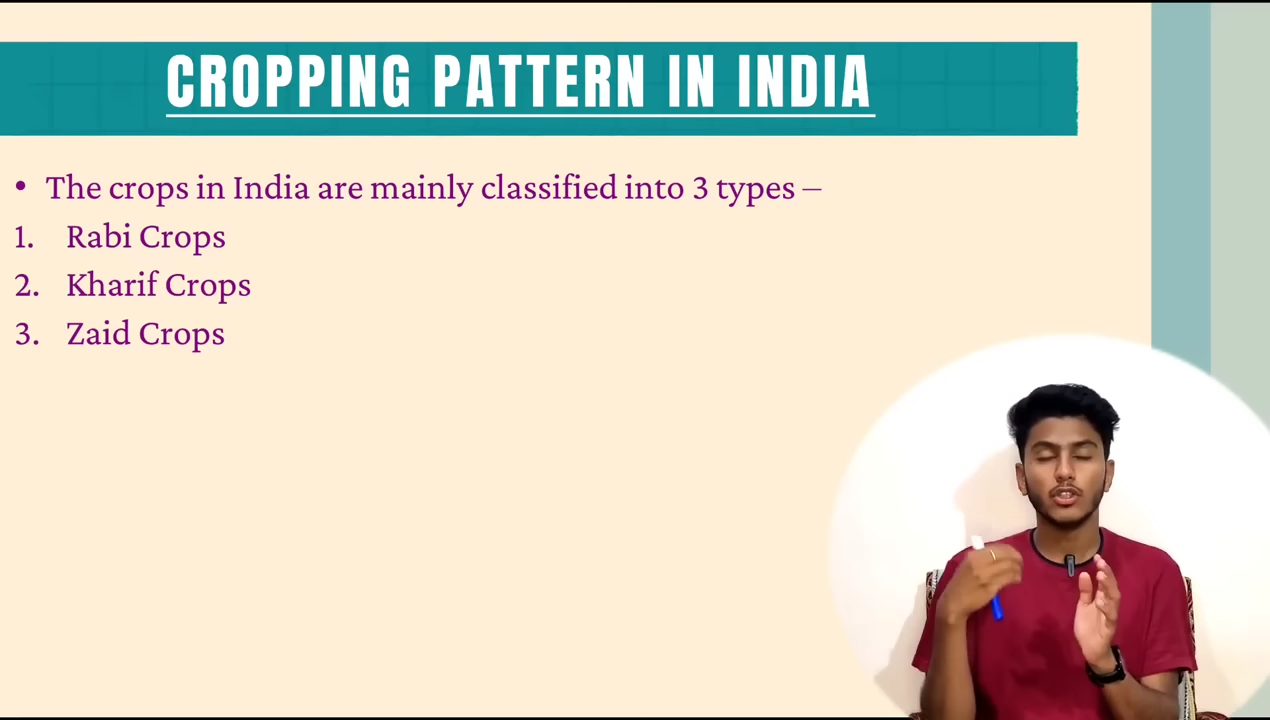 CROPPING PATTERN IN INDIA
• The crops in India are mainly classified into 3 types –
1. Rabi Crops
2. Kharif Crops
3. Zaid Crops